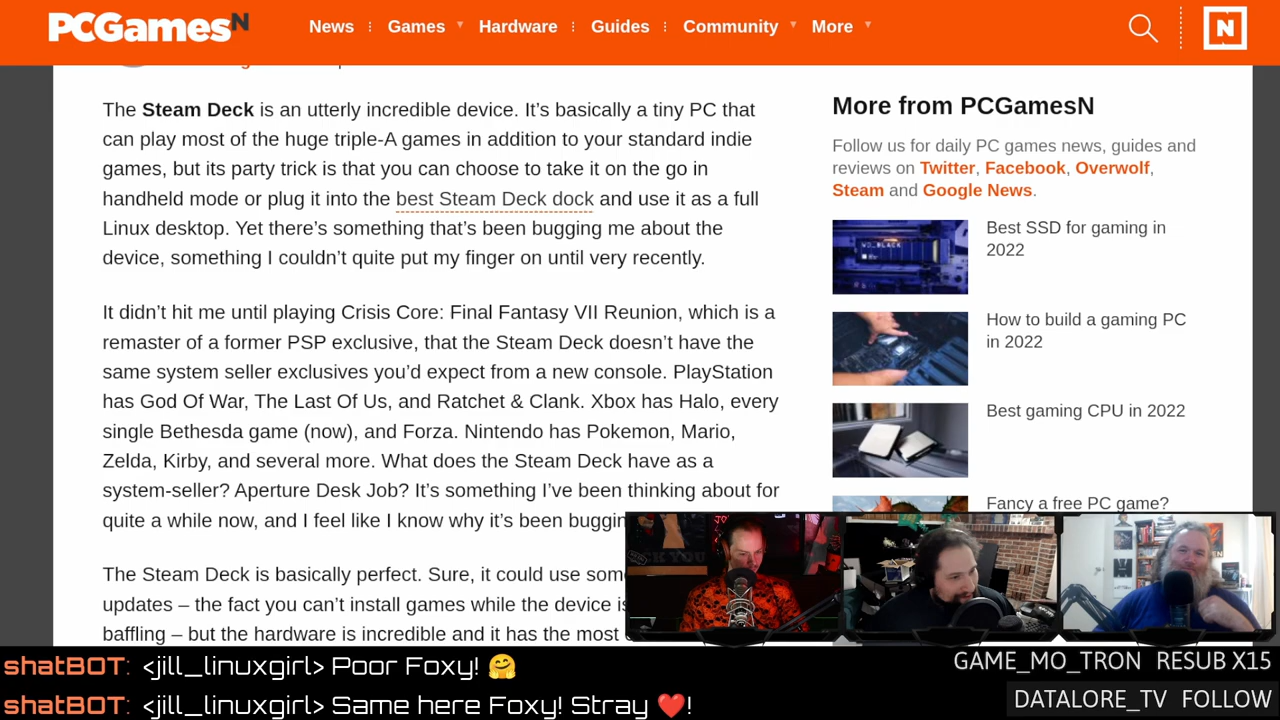 PCGamesN
News
Games
Hardware
Guides
Community
More
N
The Steam Deck is an utterly incredible device. It’s basically a tiny PC that
can play most of the huge triple-A games in addition to your standard indie
games, but its party trick is that you can choose to take it on the go in
handheld mode or plug it into the best Steam Deck dock and use it as a full
Linux desktop. Yet there’s something that’s been bugging me about the
device, something I couldn’t quite put my finger on until very recently.
It didn’t hit me until playing Crisis Core: Final Fantasy VII Reunion, which is a
remaster of a former PSP exclusive, that the Steam Deck doesn’t have the
same system seller exclusives you’d expect from a new console. PlayStation
has God Of War, The Last Of Us, and Ratchet & Clank. Xbox has Halo, every
single Bethesda game (now), and Forza. Nintendo has Pokemon, Mario,
Zelda, Kirby, and several more. What does the Steam Deck have as a
system-seller? Aperture Desk Job? It’s something I’ve been thinking about for
quite a while now, and I feel like I know why it’s been
The Steam Deck is basically perfect. Sure, it could use
updates – the fact you can’t install games while the device
baffling – but the hardware is incredible and it has the most
More from PCGamesN
Follow us for daily PC games news, guides and
reviews on Twitter, Facebook, Overwolf,
Steam and Google News.
Best SSD for gaming in
2022
How to build a gaming PC
in 2022
Best gaming CPU in 2022
Fancy a free PC game?
shatBOT: <jill_linuxgirl> Poor Foxy! 🤗
shatBOT: <jill_linuxgirl> Same here Foxy! Stray ❤️!
GAME_MO_TRON RESUB X15
DATALORE_TV FOLLOW